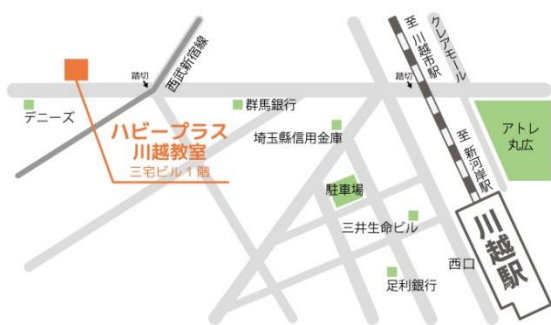 至 川越市駅
クレアモール
西武新宿線
踏切
踏切
デニーズ
群馬銀行
ハビープラス
川越教室
三宅ビル1階
埼玉縣信用金庫
アトレ
丸広
至 新河岸駅
駐車場
三井生命ビル
川越駅
西口
足利銀行